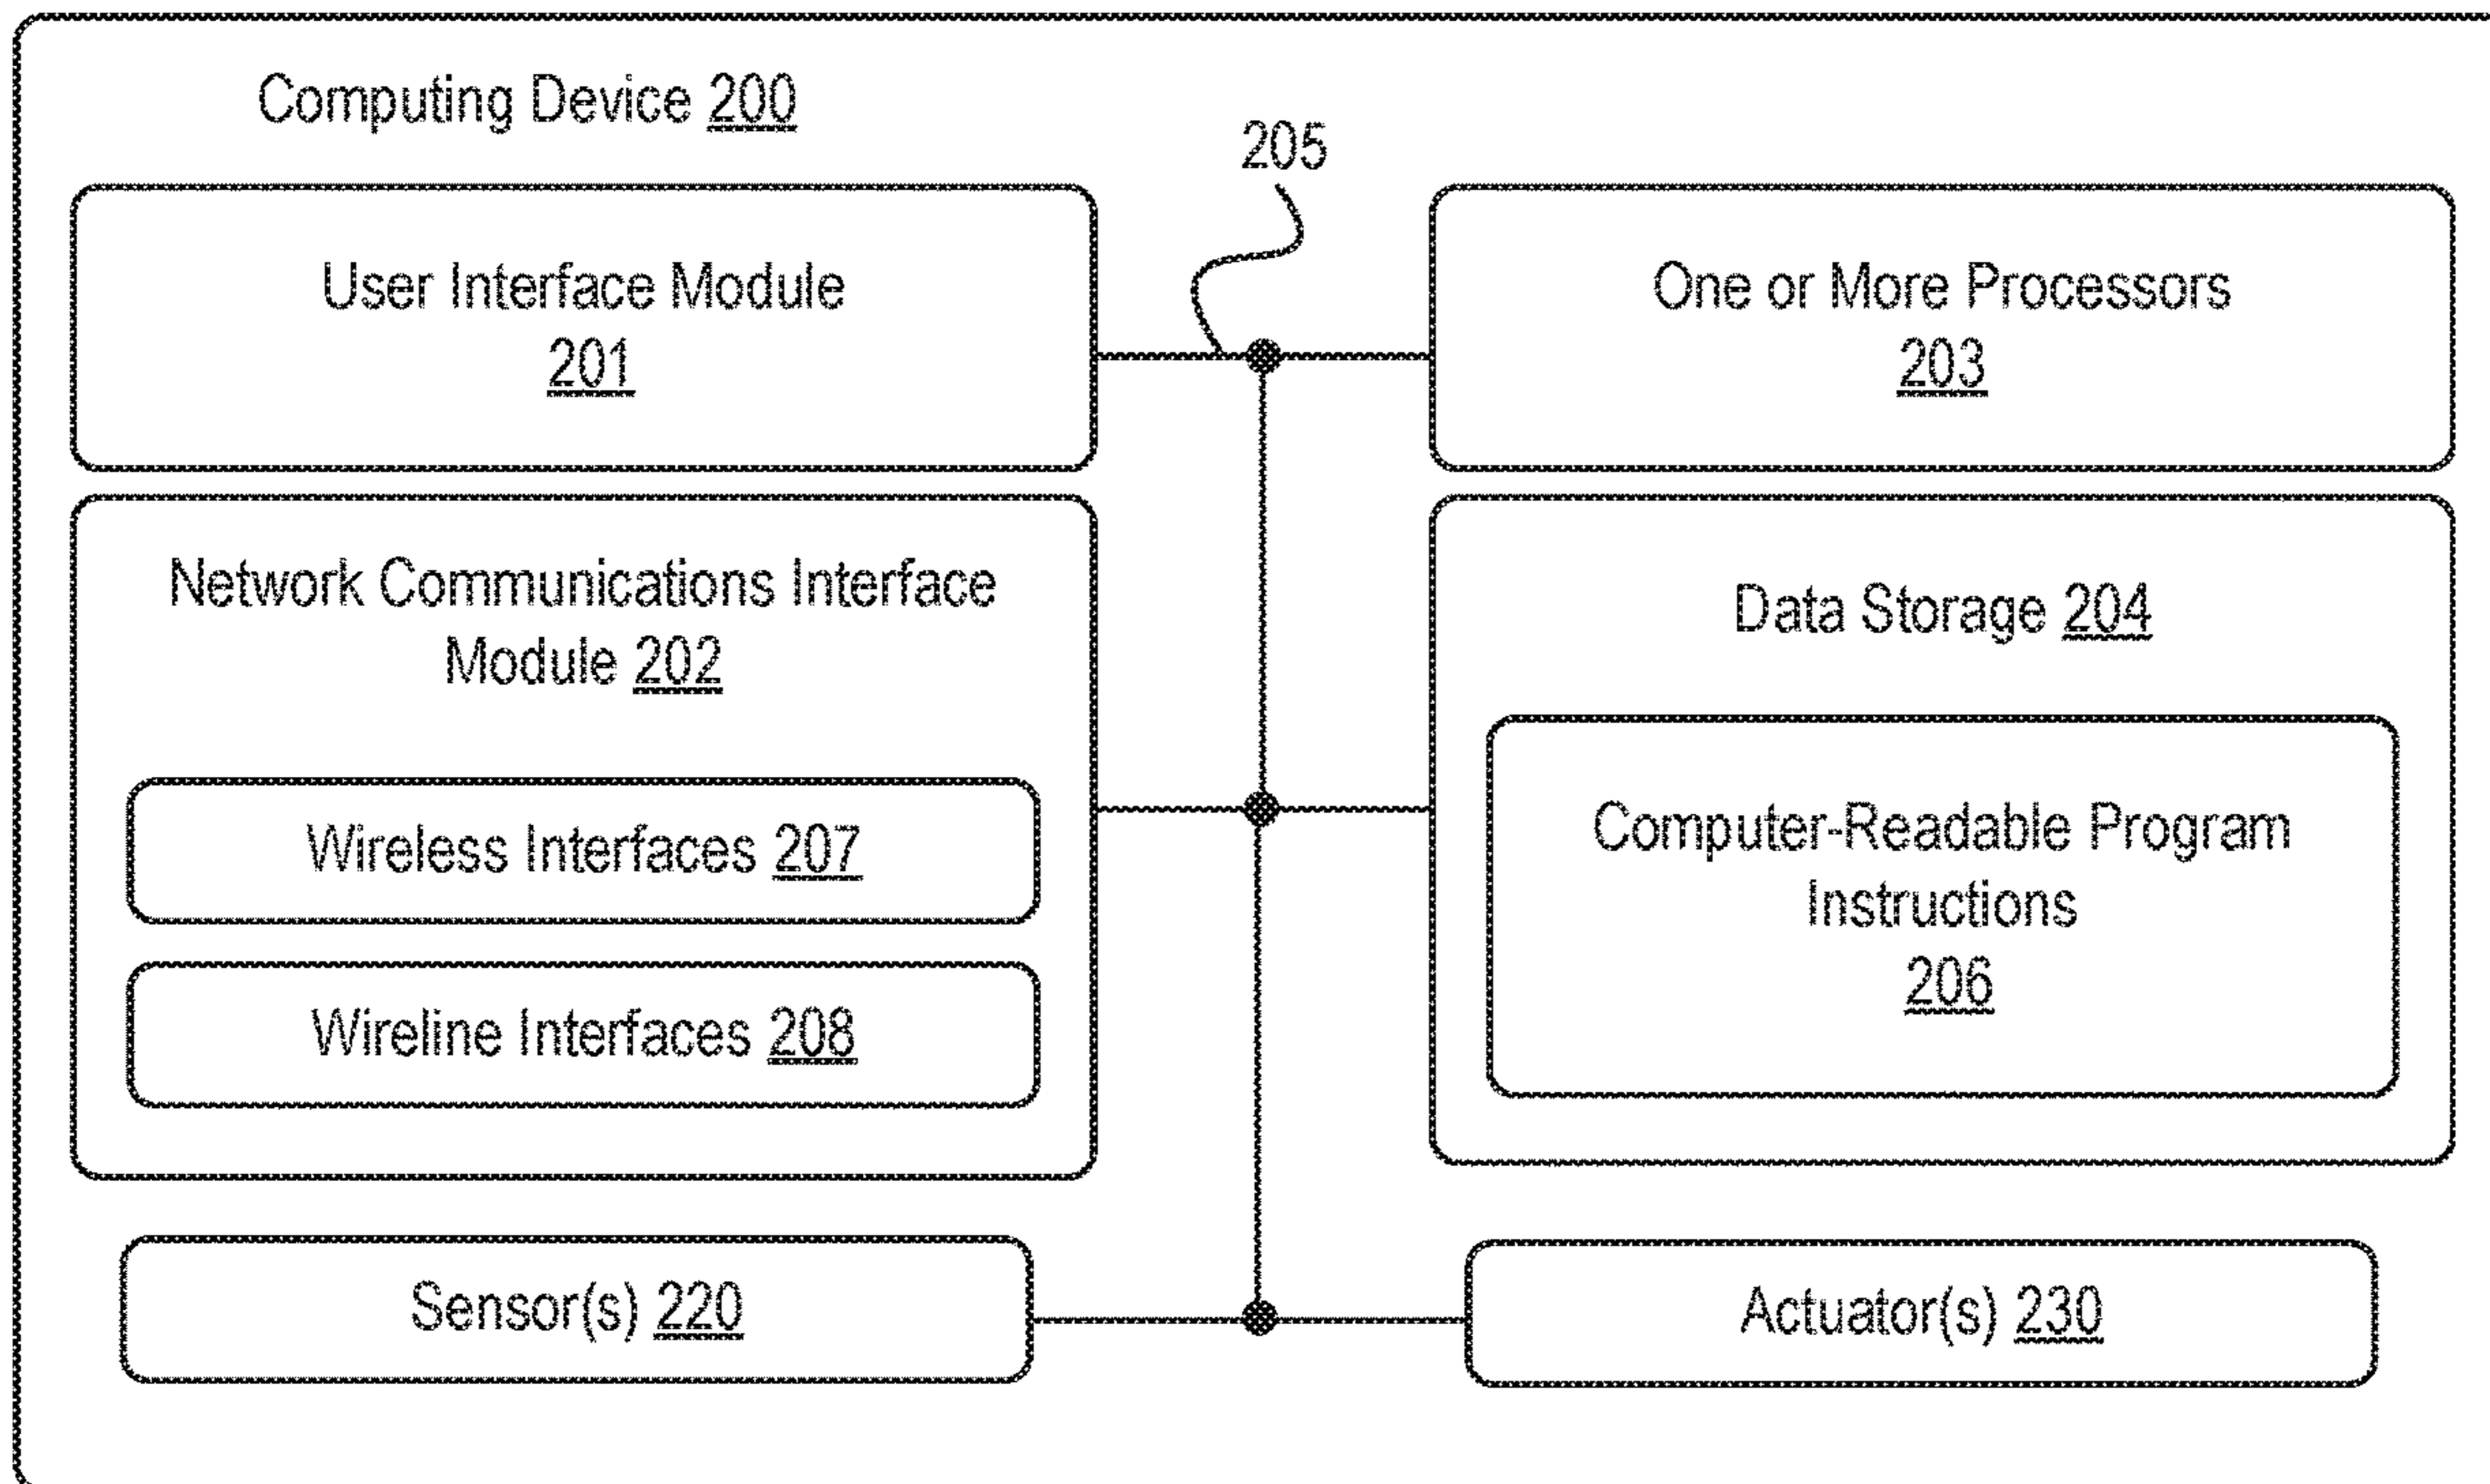 Computing Device 200
205
User Interface Module
201
One or More Processors
203
Network Communications Interface
Module 202
Wireless Interfaces 207
Wireline Interfaces 208
Data Storage 204
Computer-Readable Program
Instructions
206
Sensor(s) 220
Actuator(s) 230